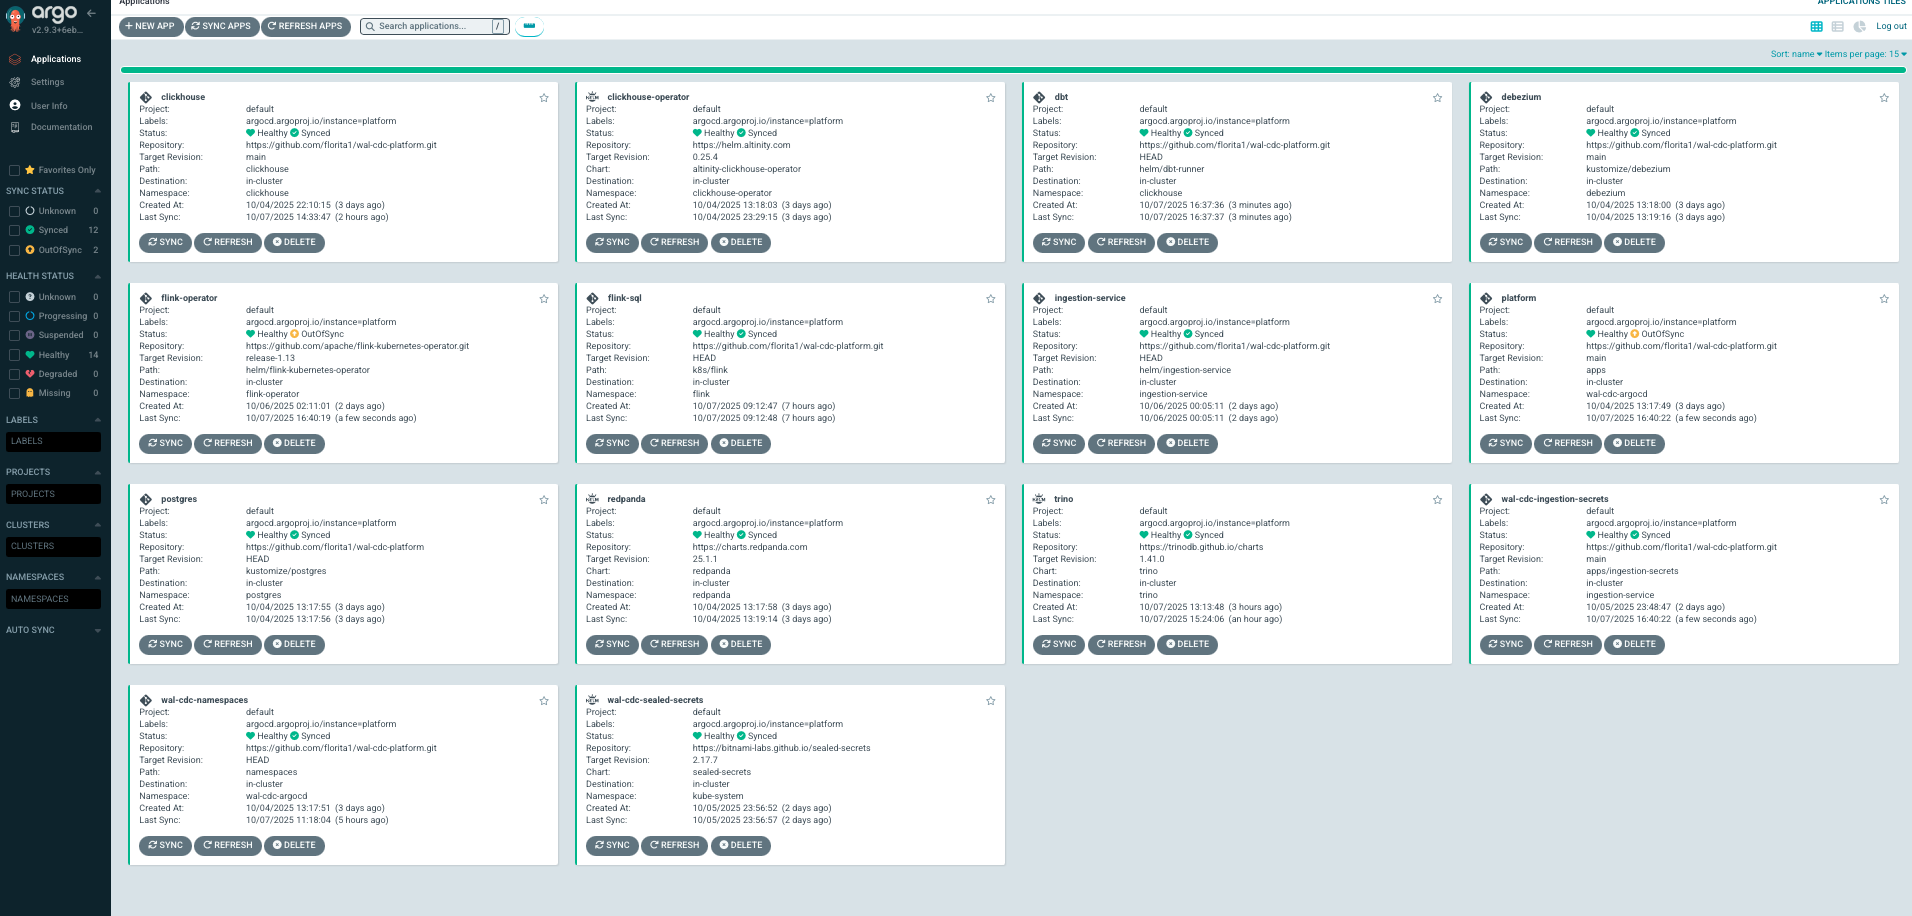 Applications
APPLICATIONS TILES
argo
v2.9.3+6eb...
Applications
Settings
User Info
Documentation
Favorites Only
SYNC STATUS
Unknown 0
Synced 12
OutOfSync 2
HEALTH STATUS
Unknown 0
Progressing 0
Suspended 0
Healthy 14
Degraded 0
Missing 0
LABELS
LABELS
PROJECTS
PROJECTS
CLUSTERS
CLUSTERS
NAMESPACES
NAMESPACES
AUTO SYNC
NEW APP SYNC APPS REFRESH APPS Search applications... / Log out
Sort: name Items per page: 15
clickhouse
Project: default
Labels: argocd.argoproj.io/instance=platform
Status: Healthy Synced
Repository: https://github.com/florita1/wal-cdc-platform.git
Target Revision: main
Path: clickhouse
Destination: in-cluster
Namespace: clickhouse
Created At: 10/04/2025 22:10:15 (3 days ago)
Last Sync: 10/07/2025 14:33:47 (2 hours ago)
SYNC REFRESH DELETE
HELM
clickhouse-operator
Project: default
Labels: argocd.argoproj.io/instance=platform
Status: Healthy Synced
Repository: https://helm.altinity.com
Target Revision: 0.25.4
Chart: altinity-clickhouse-operator
Destination: in-cluster
Namespace: clickhouse-operator
Created At: 10/04/2025 13:18:03 (3 days ago)
Last Sync: 10/04/2025 23:29:15 (3 days ago)
SYNC REFRESH DELETE
dbt
Project: default
Labels: argocd.argoproj.io/instance=platform
Status: Healthy Synced
Repository: https://github.com/florita1/wal-cdc-platform.git
Target Revision: HEAD
Path: helm/dbt-runner
Destination: in-cluster
Namespace: clickhouse
Created At: 10/07/2025 16:37:36 (3 minutes ago)
Last Sync: 10/07/2025 16:37:37 (3 minutes ago)
SYNC REFRESH DELETE
debezium
Project: default
Labels: argocd.argoproj.io/instance=platform
Status: Healthy Synced
Repository: https://github.com/florita1/wal-cdc-platform.git
Target Revision: main
Path: kustomize/debezium
Destination: in-cluster
Namespace: debezium
Created At: 10/04/2025 13:18:00 (3 days ago)
Last Sync: 10/04/2025 13:19:16 (3 days ago)
SYNC REFRESH DELETE
flink-operator
Project: default
Labels: argocd.argoproj.io/instance=platform
Status: Healthy OutOfSync
Repository: https://github.com/apache/flink-kubernetes-operator.git
Target Revision: release-1.13
Path: helm/flink-kubernetes-operator
Destination: in-cluster
Namespace: flink-operator
Created At: 10/06/2025 02:11:01 (2 days ago)
Last Sync: 10/07/2025 16:40:19 (a few seconds ago)
SYNC REFRESH DELETE
flink-sql
Project: default
Labels: argocd.argoproj.io/instance=platform
Status: Healthy Synced
Repository: https://github.com/florita1/wal-cdc-platform.git
Target Revision: HEAD
Path: k8s/flink
Destination: in-cluster
Namespace: flink
Created At: 10/07/2025 09:12:47 (7 hours ago)
Last Sync: 10/07/2025 09:12:48 (7 hours ago)
SYNC REFRESH DELETE
ingestion-service
Project: default
Labels: argocd.argoproj.io/instance=platform
Status: Healthy Synced
Repository: https://github.com/florita1/wal-cdc-platform.git
Target Revision: HEAD
Path: helm/ingestion-service
Destination: in-cluster
Namespace: ingestion-service
Created At: 10/06/2025 00:05:11 (2 days ago)
Last Sync: 10/06/2025 00:05:11 (2 days ago)
SYNC REFRESH DELETE
platform
Project: default
Labels: argocd.argoproj.io/instance=platform
Status: Healthy OutOfSync
Repository: https://github.com/florita1/wal-cdc-platform.git
Target Revision: main
Path: apps
Destination: in-cluster
Namespace: wal-cdc-argocd
Created At: 10/04/2025 13:17:49 (3 days ago)
Last Sync: 10/07/2025 16:40:22 (a few seconds ago)
SYNC REFRESH DELETE
postgres
Project: default
Labels: argocd.argoproj.io/instance=platform
Status: Healthy Synced
Repository: https://github.com/florita1/wal-cdc-platform
Target Revision: HEAD
Path: kustomize/postgres
Destination: in-cluster
Namespace: postgres
Created At: 10/04/2025 13:17:55 (3 days ago)
Last Sync: 10/04/2025 13:17:56 (3 days ago)
SYNC REFRESH DELETE
HELM
redpanda
Project: default
Labels: argocd.argoproj.io/instance=platform
Status: Healthy Synced
Repository: https://charts.redpanda.com
Target Revision: 25.1.1
Chart: redpanda
Destination: in-cluster
Namespace: redpanda
Created At: 10/04/2025 13:17:58 (3 days ago)
Last Sync: 10/04/2025 13:19:14 (3 days ago)
SYNC REFRESH DELETE
HELM
trino
Project: default
Labels: argocd.argoproj.io/instance=platform
Status: Healthy Synced
Repository: https://trinodb.github.io/charts
Target Revision: 1.41.0
Chart: trino
Destination: in-cluster
Namespace: trino
Created At: 10/07/2025 13:13:48 (3 hours ago)
Last Sync: 10/07/2025 15:24:06 (an hour ago)
SYNC REFRESH DELETE
wal-cdc-ingestion-secrets
Project: default
Labels: argocd.argoproj.io/instance=platform
Status: Healthy Synced
Repository: https://github.com/florita1/wal-cdc-platform.git
Target Revision: main
Path: apps/ingestion-secrets
Destination: in-cluster
Namespace: ingestion-service
Created At: 10/05/2025 23:48:47 (2 days ago)
Last Sync: 10/07/2025 16:40:22 (a few seconds ago)
SYNC REFRESH DELETE
wal-cdc-namespaces
Project: default
Labels: argocd.argoproj.io/instance=platform
Status: Healthy Synced
Repository: https://github.com/florita1/wal-cdc-platform.git
Target Revision: HEAD
Path: namespaces
Destination: in-cluster
Namespace: wal-cdc-argocd
Created At: 10/04/2025 13:17:51 (3 days ago)
Last Sync: 10/07/2025 11:18:04 (5 hours ago)
SYNC REFRESH DELETE
HELM
wal-cdc-sealed-secrets
Project: default
Labels: argocd.argoproj.io/instance=platform
Status: Healthy Synced
Repository: https://bitnami-labs.github.io/sealed-secrets
Target Revision: 2.17.7
Chart: sealed-secrets
Destination: in-cluster
Namespace: kube-system
Created At: 10/05/2025 23:56:52 (2 days ago)
Last Sync: 10/05/2025 23:56:57 (2 days ago)
SYNC REFRESH DELETE